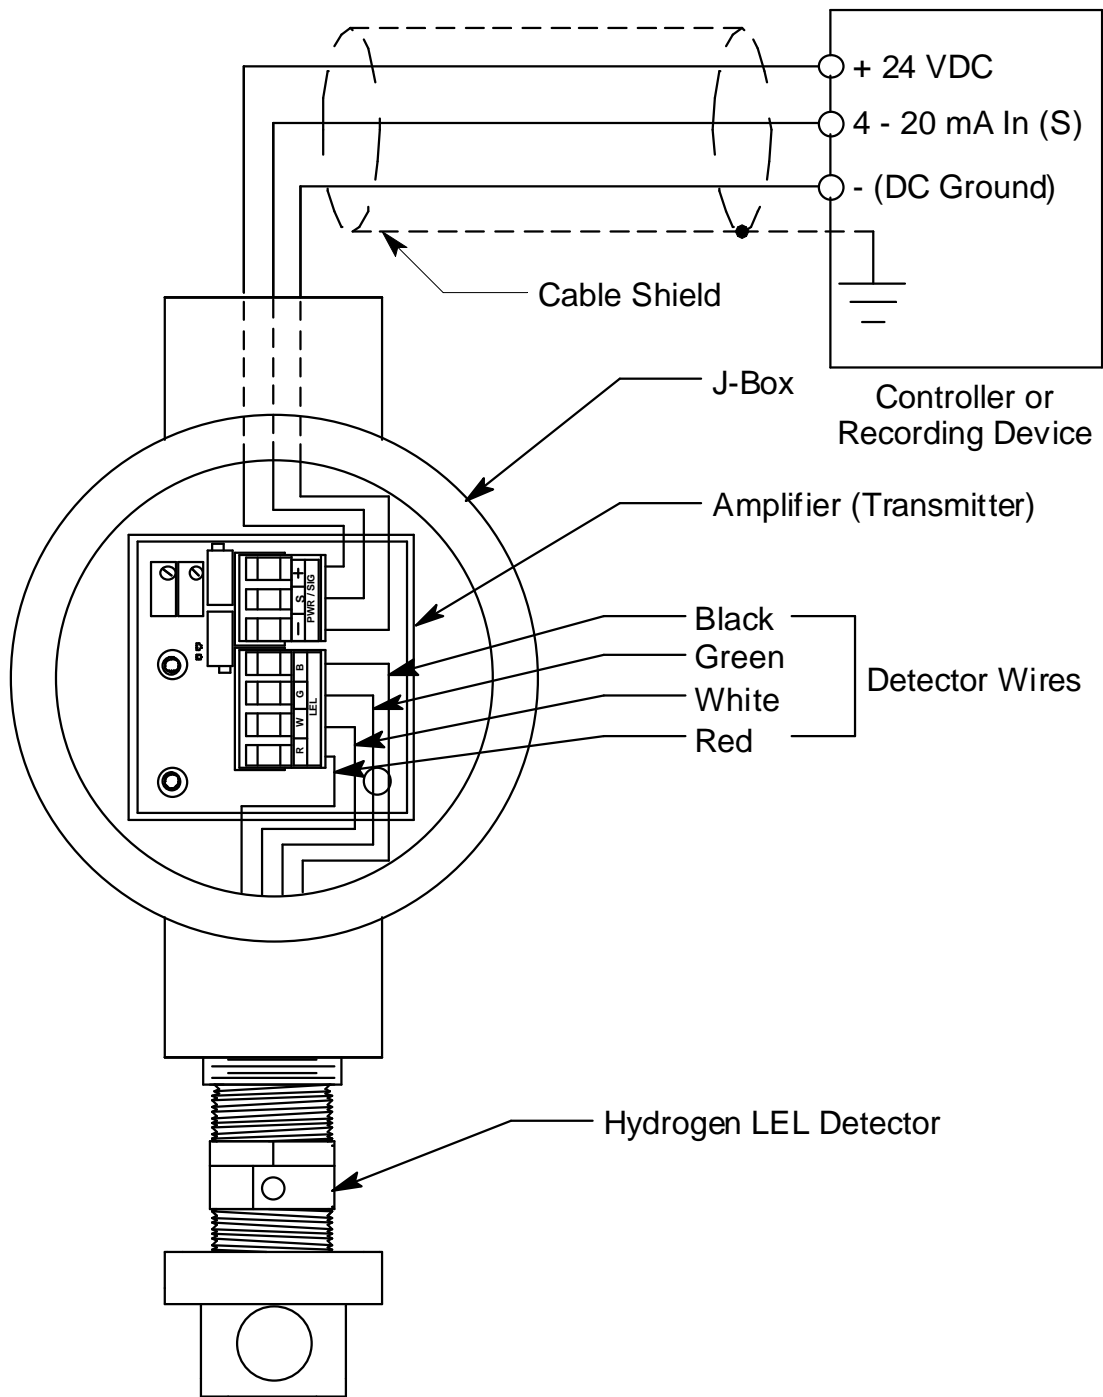 + 24 VDC
4 - 20 mA In (S)
- (DC Ground)
Cable Shield
J-Box
Controller or
Recording Device
Amplifier (Transmitter)
+
S
-
PWR / SIG
B
G
W
R
LEL
Black
Green
White
Red
Detector Wires
Hydrogen LEL Detector